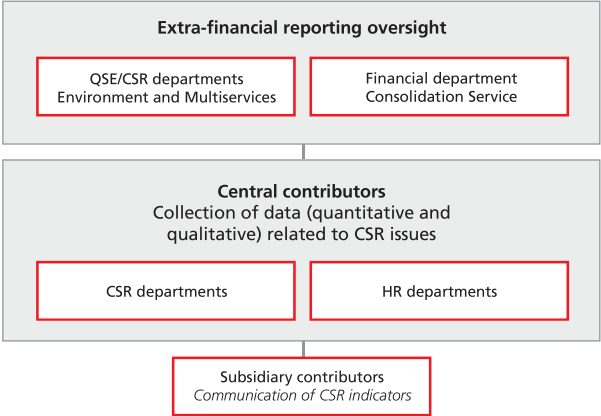 Extra-financial reporting oversight
QSE/CSR departments
Environment and Multiservices
Financial department
Consolidation Service
Central contributors
Collection of data (quantitative and
qualitative) related to CSR issues
CSR departments
HR departments
Subsidiary contributors
Communication of CSR indicators